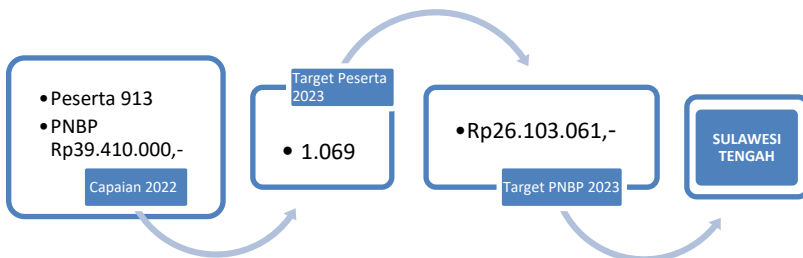 •Peserta 913
•PNBP
Rp39.410.000,-
Capaian 2022
Target Peserta
2023
• 1.069
•Rp26.103.061,-
Target PNBP 2023
SULAWESI
TENGAH